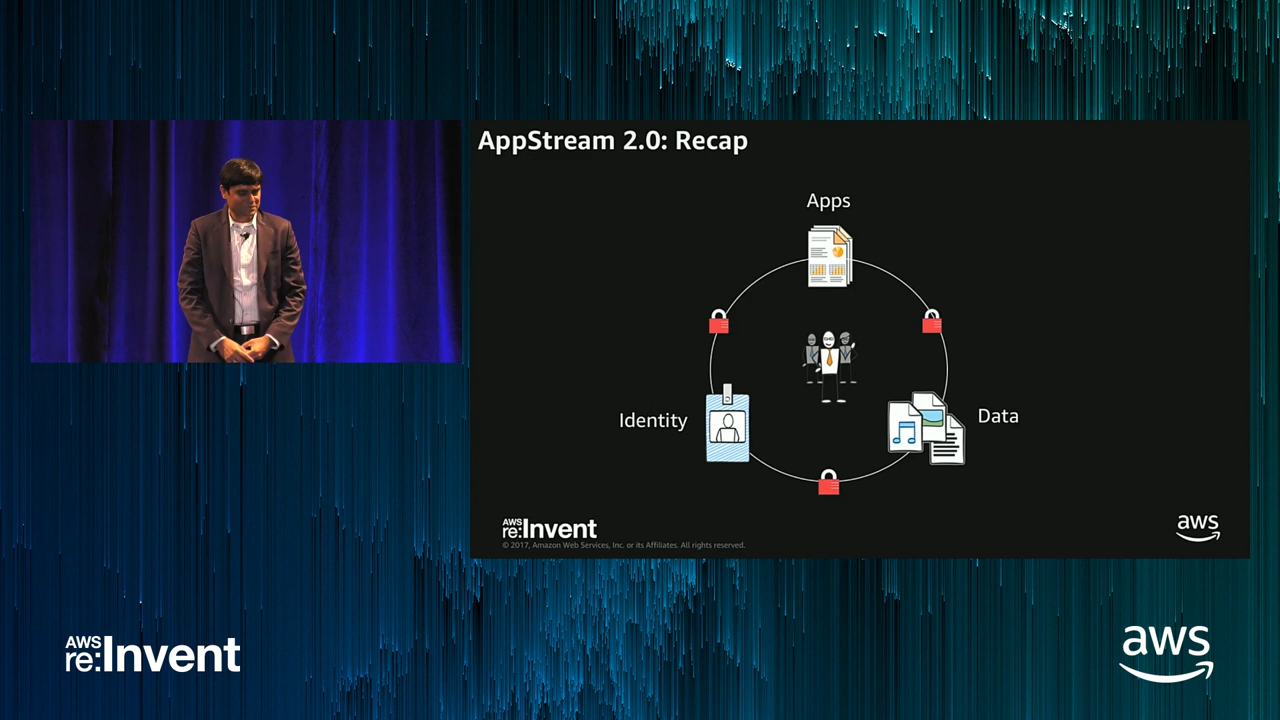 AppStream 2.0: Recap
Apps
Identity
Data
AWS
re:Invent
© 2017, Amazon Web Services, Inc. or its Affiliates. All rights reserved.
aws
AWS
re:Invent
aws